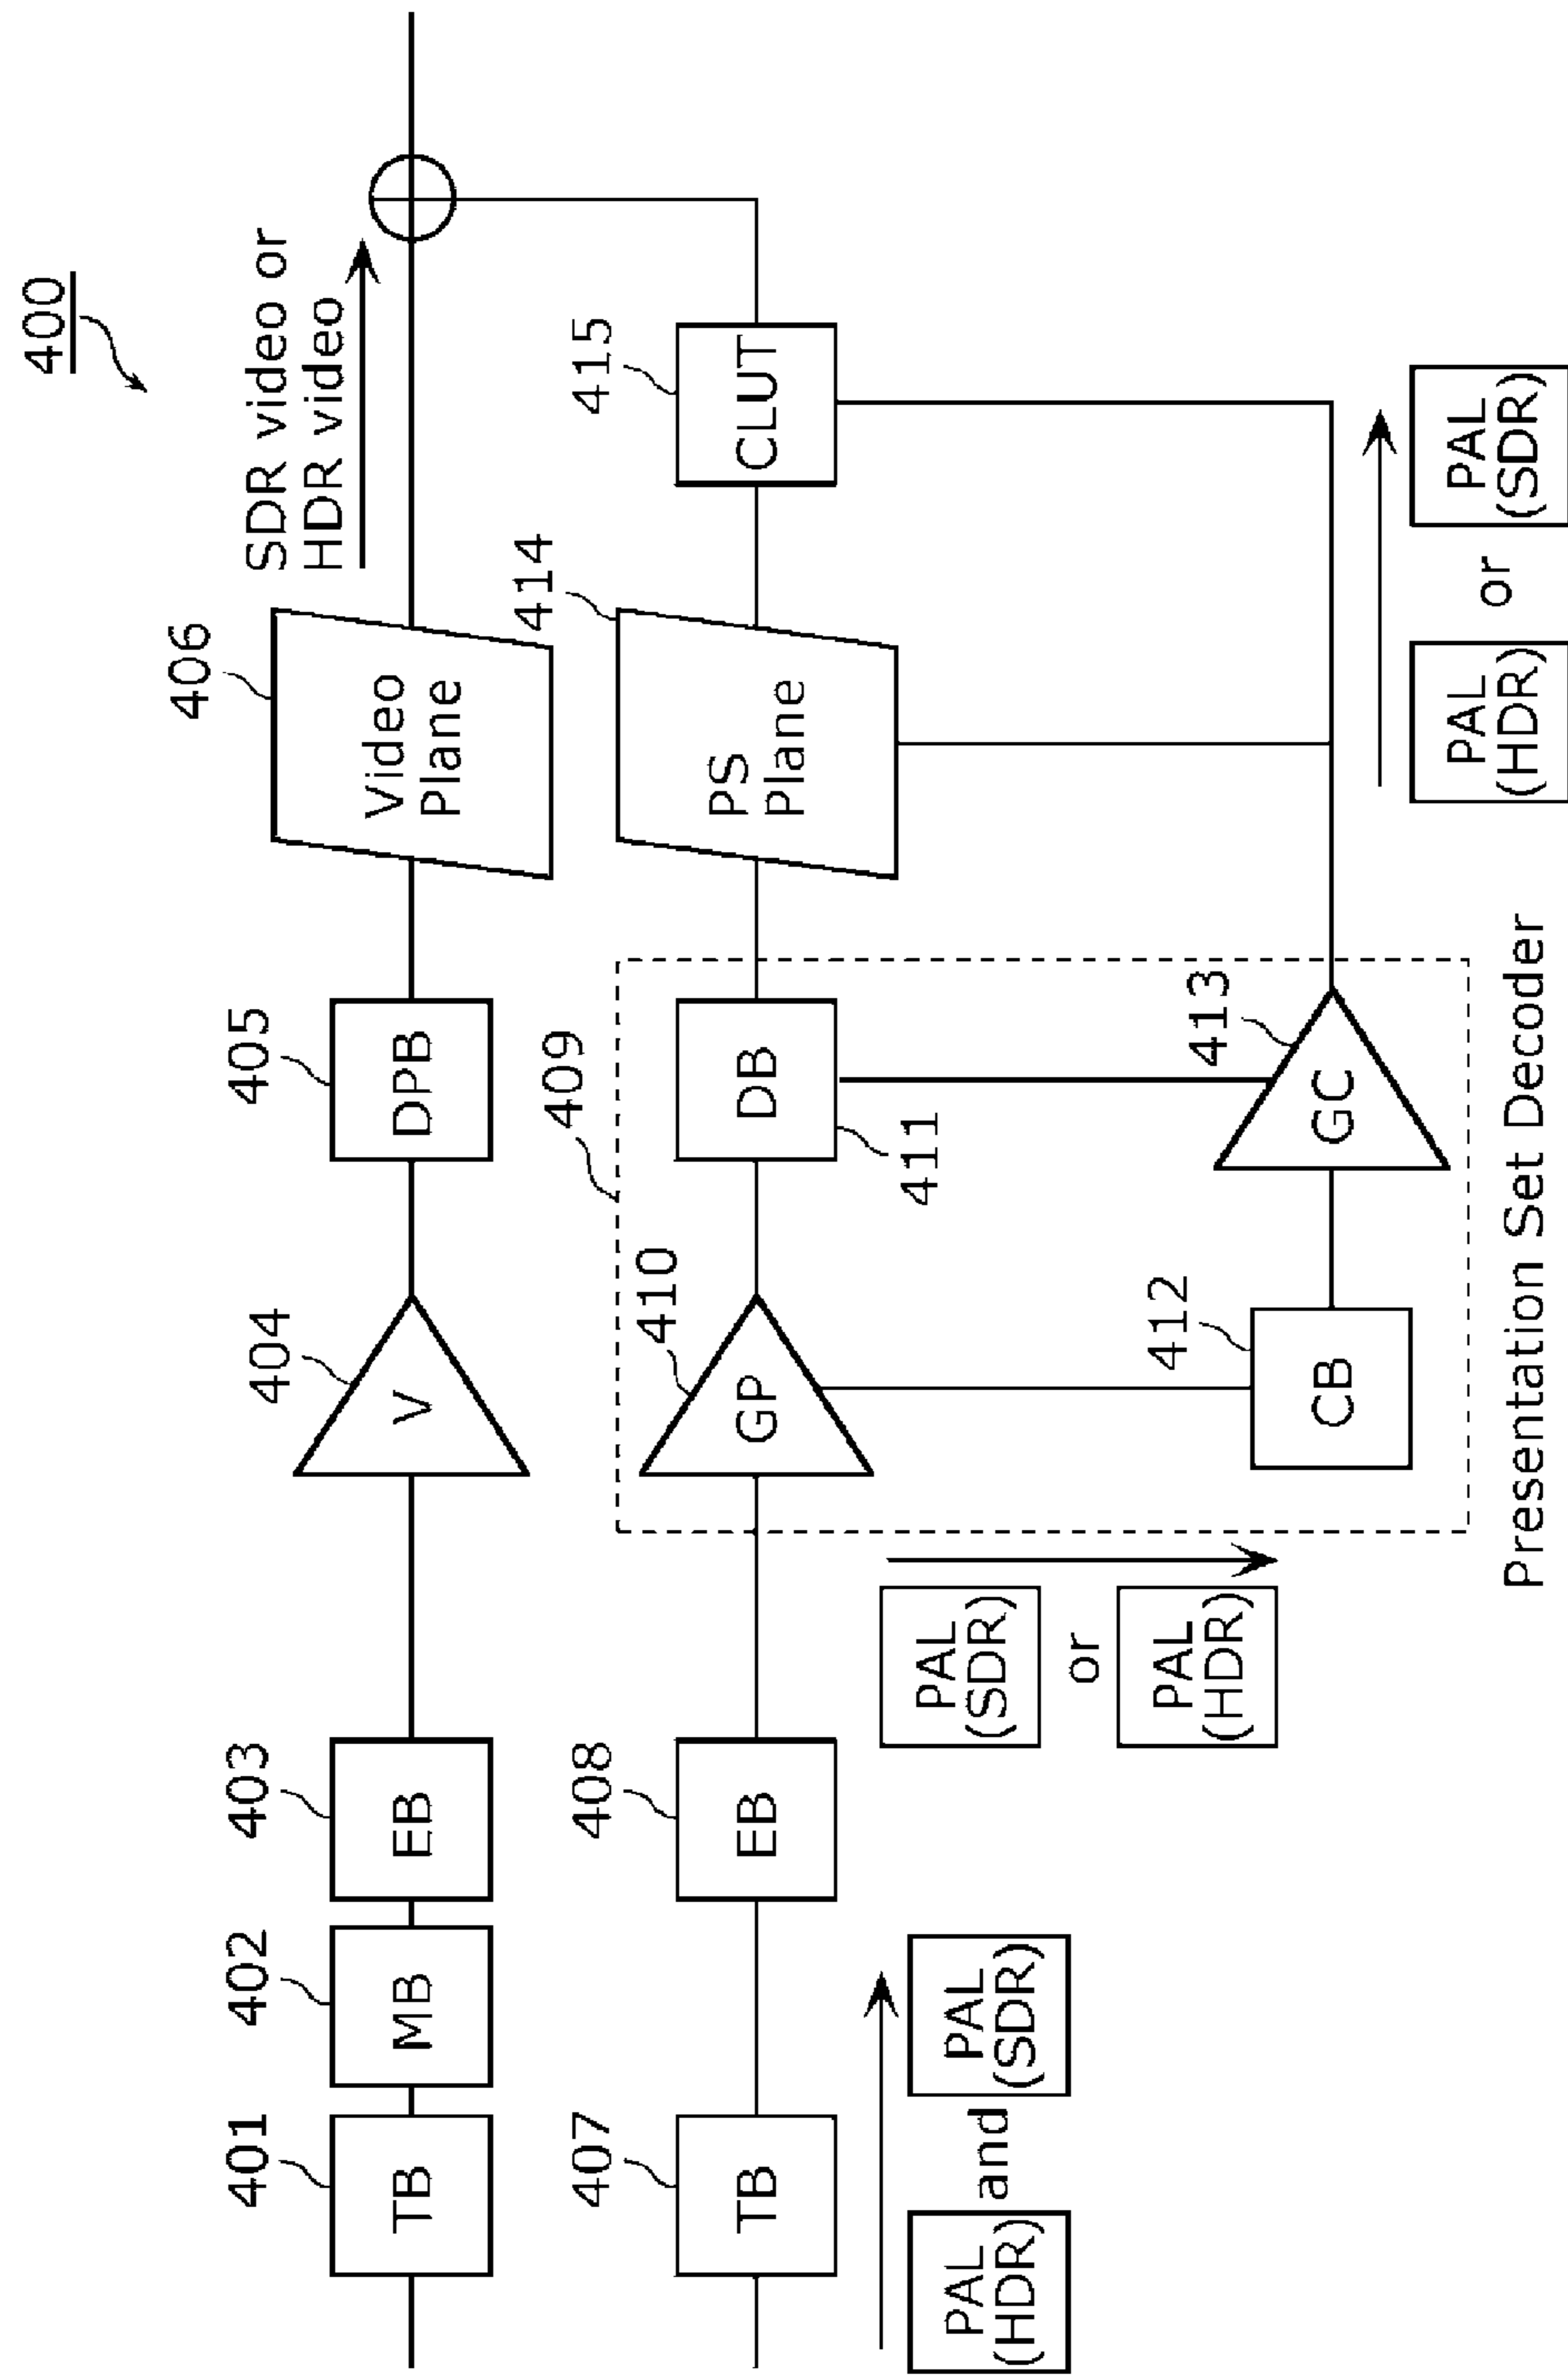 400
SDR video or
HDR video
401
402
403
404
405
406
TB
MB
EB
V
DPB
Video
Plane
407
408
409
410
411
412
413
414
415
TB
EB
GP
DB
PS
Plane
CLUT
CB
GC
PAL
(HDR)
and
PAL
(SDR)
PAL
(SDR)
or
PAL
(HDR)
PAL
(HDR)
or
PAL
(SDR)
Presentation Set Decoder